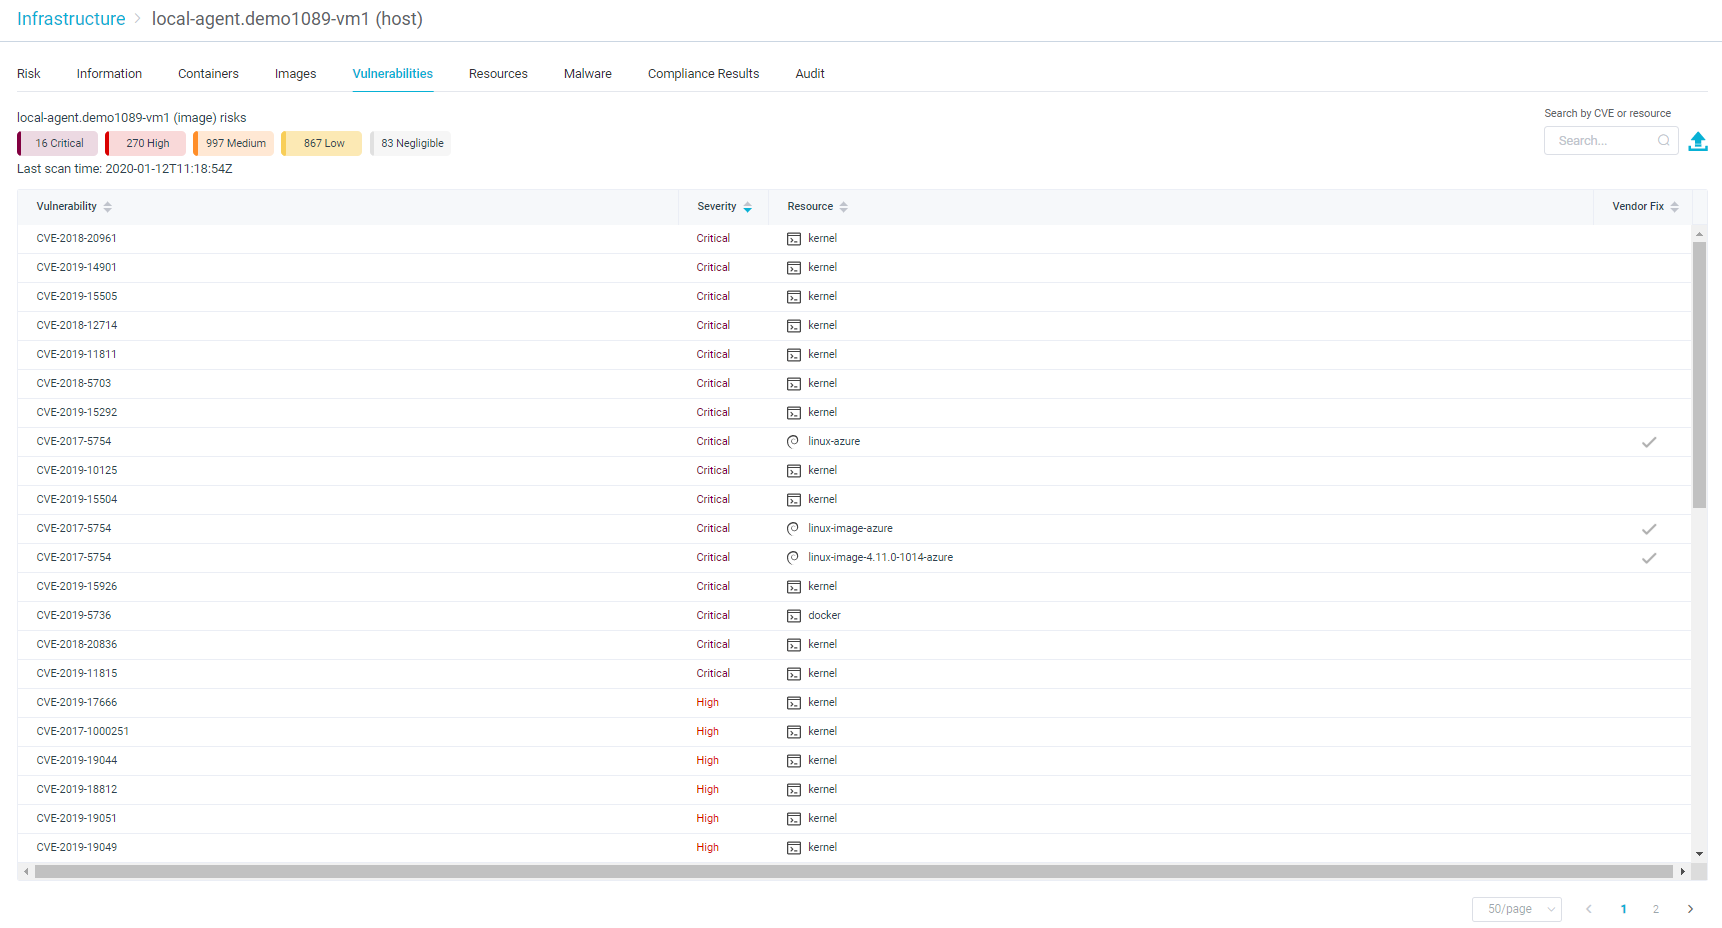 Infrastructure > local-agent.demo1089-vm1 (host)
Risk Information Containers Images Vulnerabilities Resources Malware Compliance Results Audit
local-agent.demo1089-vm1 (image) risks
Search by CVE or resource
16 Critical 270 High 997 Medium 867 Low 83 Negligible
Search...
Last scan time: 2020-01-12T11:18:54Z
Vulnerability Severity Resource Vendor Fix
CVE-2018-20961 Critical kernel
CVE-2019-14901 Critical kernel
CVE-2019-15505 Critical kernel
CVE-2018-12714 Critical kernel
CVE-2019-11811 Critical kernel
CVE-2018-5703 Critical kernel
CVE-2019-15292 Critical kernel
CVE-2017-5754 Critical linux-azure
CVE-2019-10125 Critical kernel
CVE-2019-15504 Critical kernel
CVE-2017-5754 Critical linux-image-azure
CVE-2017-5754 Critical linux-image-4.11.0-1014-azure
CVE-2019-15926 Critical kernel
CVE-2019-5736 Critical docker
CVE-2018-20836 Critical kernel
CVE-2019-11815 Critical kernel
CVE-2019-17666 High kernel
CVE-2017-1000251 High kernel
CVE-2019-19044 High kernel
CVE-2019-18812 High kernel
CVE-2019-19051 High kernel
CVE-2019-19049 High kernel
50/page < 1 2 >